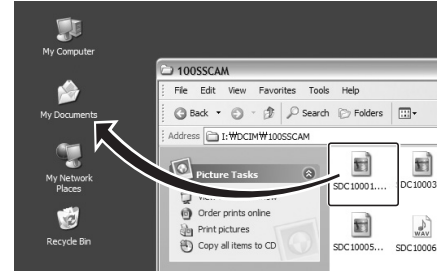 My Computer
My Documents
My Network
Places
Recycle Bin
100SSCAM
File Edit View Favorites Tools Help
Back Search Folders
Address I:₩DCIM₩100SSCAM
Picture Tasks
Order prints online
Print pictures
Copy all items to CD
SDC10001.... SDC10003
WAV
SDC10005... SDC10006